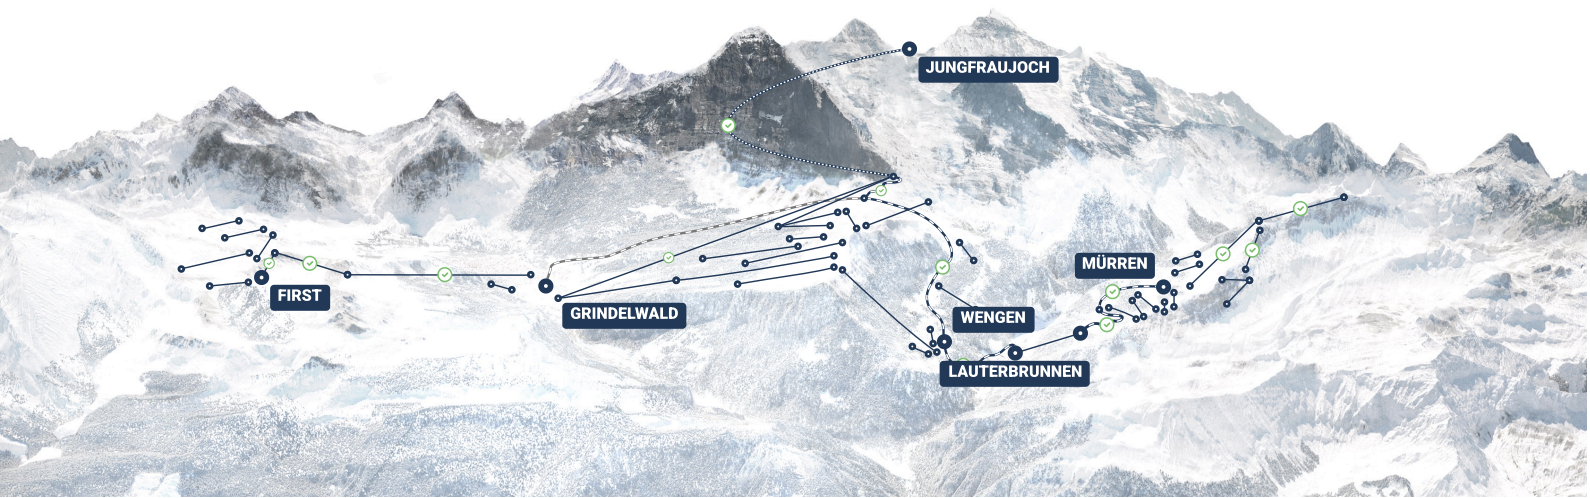 JUNGFRAUJOCH
MÜRREN
FIRST
GRINDELWALD
WENGEN
LAUTERBRUNNEN